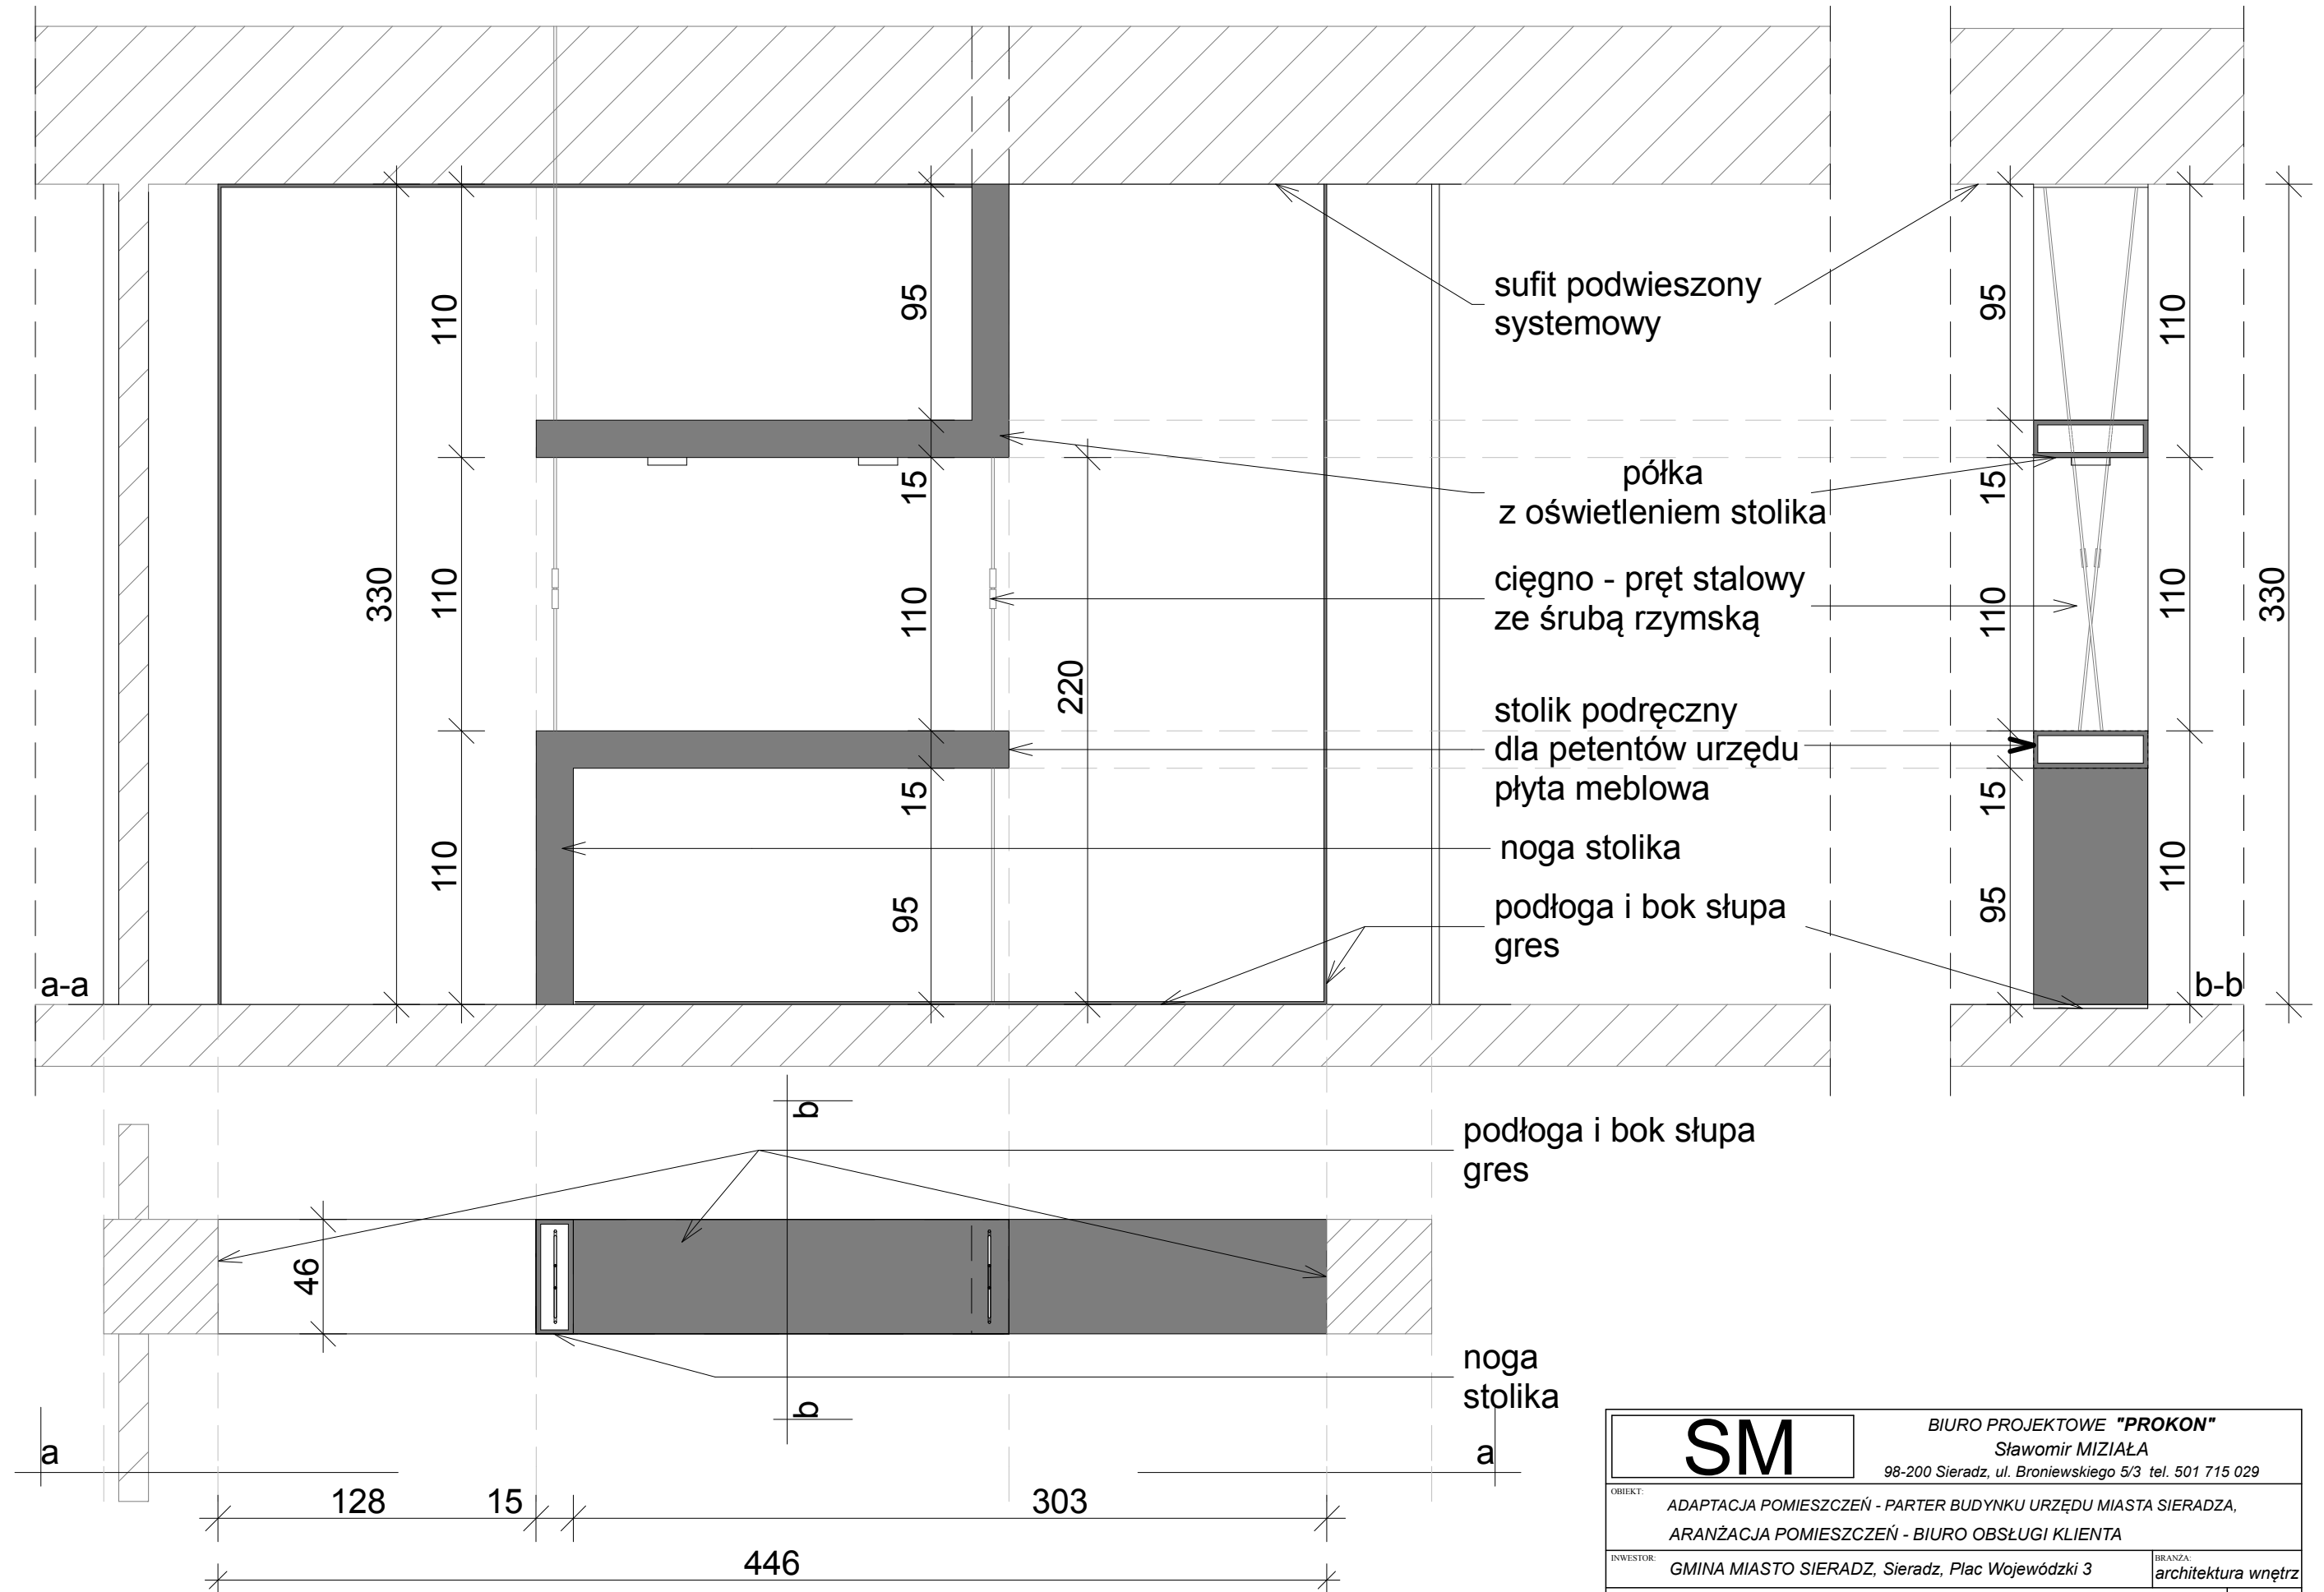 110
95
sufit podwieszony
systemowy
95
110
15
półka
z oświetleniem stolika
15
330
110
110
cięgno - pręt stalowy
ze śrubą rzymską
110
110
330
220
stolik podręczny
dla petentów urzędu
płyta meblowa
15
15
110
noga stolika
110
95
podłoga i bok słupa
gres
95
a-a
b-b
b
podłoga i bok słupa
gres
46
noga
stolika
b
a
a
128
15
303
446
SM
BIURO PROJEKTOWE "PROKON"
Sławomir MIZIAŁA
98-200 Sieradz, ul. Broniewskiego 5/3 tel. 501 715 029
OBIEKT:
ADAPTACJA POMIESZCZEŃ - PARTER BUDYNKU URZĘDU MIASTA SIERADZA,
ARANŻACJA POMIESZCZEŃ - BIURO OBSŁUGI KLIENTA
INWESTOR:
GMINA MIASTO SIERADZ, Sieradz, Plac Wojewódzki 3
BRANŻA:
architektura wnętrz